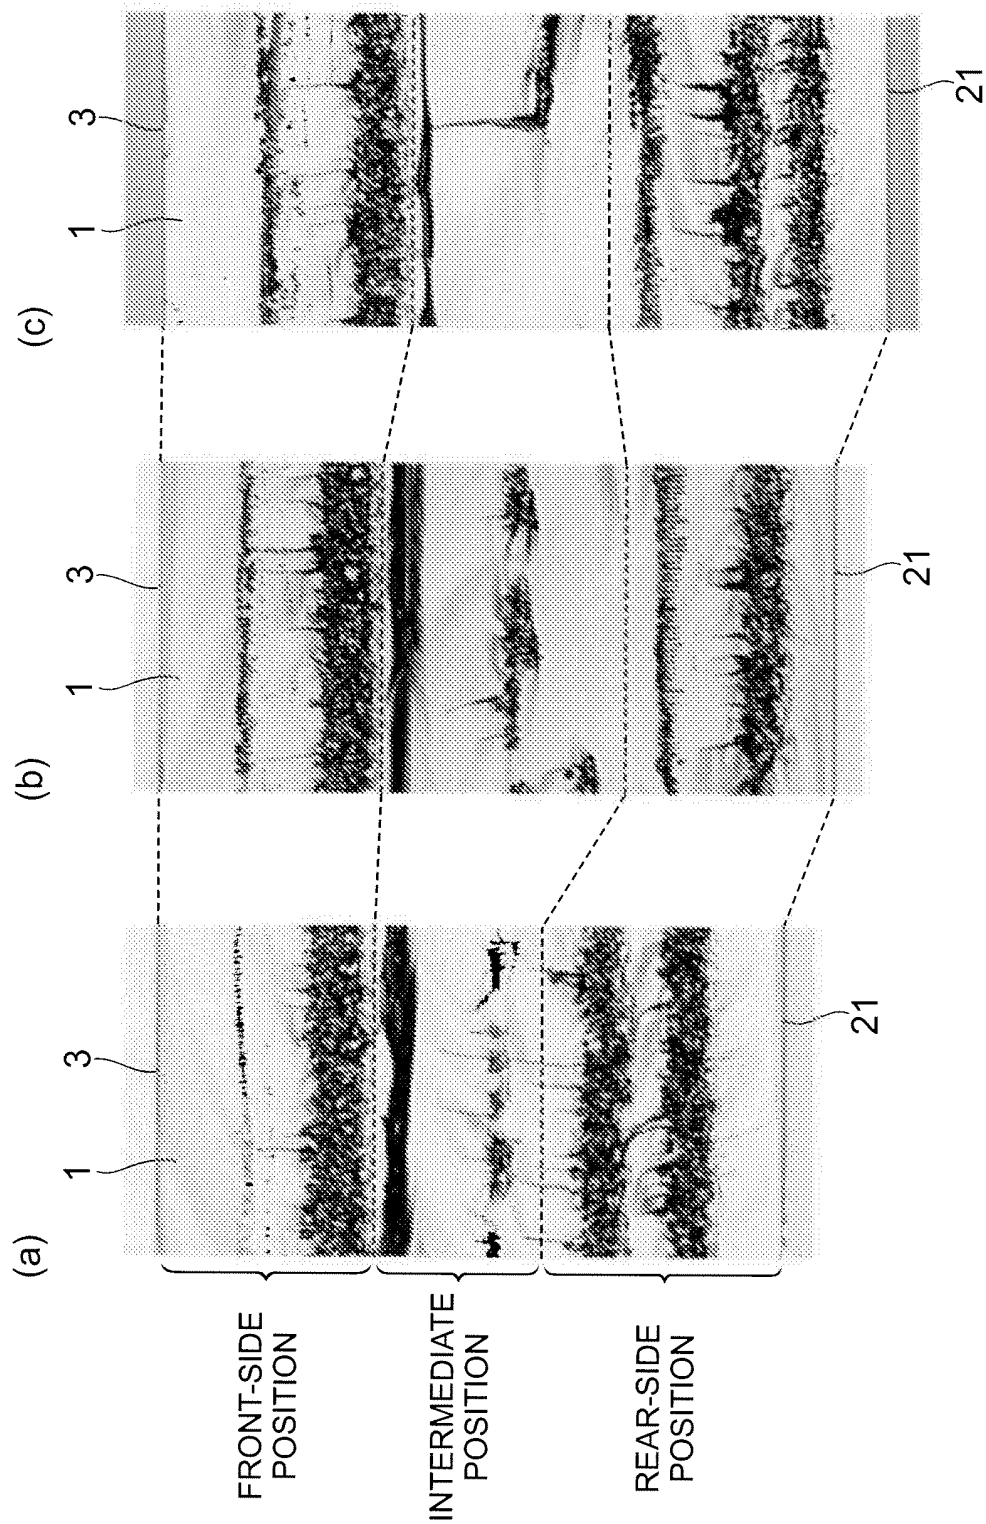 (a)
(b)
(c)
1
3
1
3
1
3
FRONT-SIDE
POSITION
INTERMEDIATE
POSITION
REAR-SIDE
POSITION
21
21
21